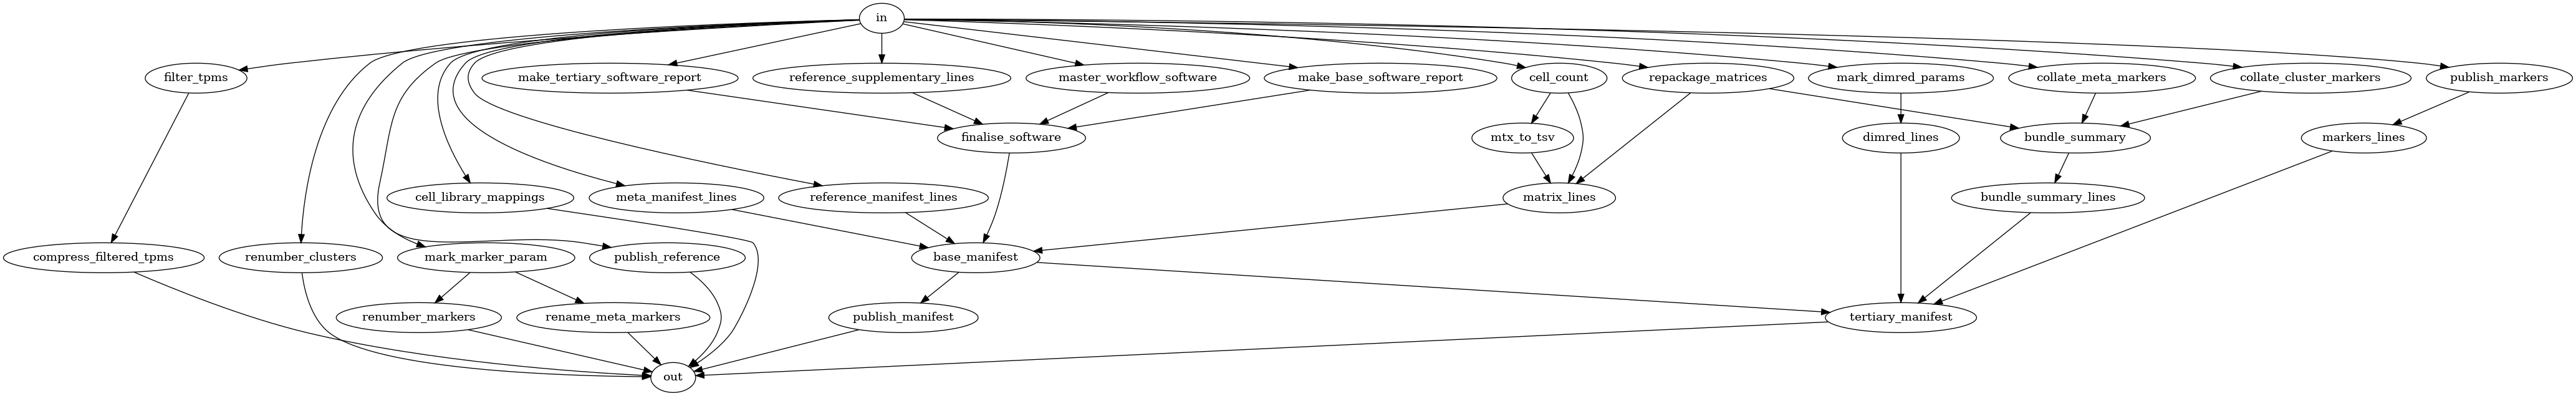 in
filter_tpms
make_tertiary_software_report
reference_supplementary_lines
master_workflow_software
make_base_software_report
cell_count
repackage_matrices
mark_dimred_params
collate_meta_markers
collate_cluster_markers
publish_markers
finalise_software
mtx_to_tsv
dimred_lines
bundle_summary
markers_lines
cell_library_mappings
meta_manifest_lines
reference_manifest_lines
matrix_lines
bundle_summary_lines
compress_filtered_tpms
renumber_clusters
mark_marker_param
publish_reference
base_manifest
renumber_markers
rename_meta_markers
publish_manifest
tertiary_manifest
out